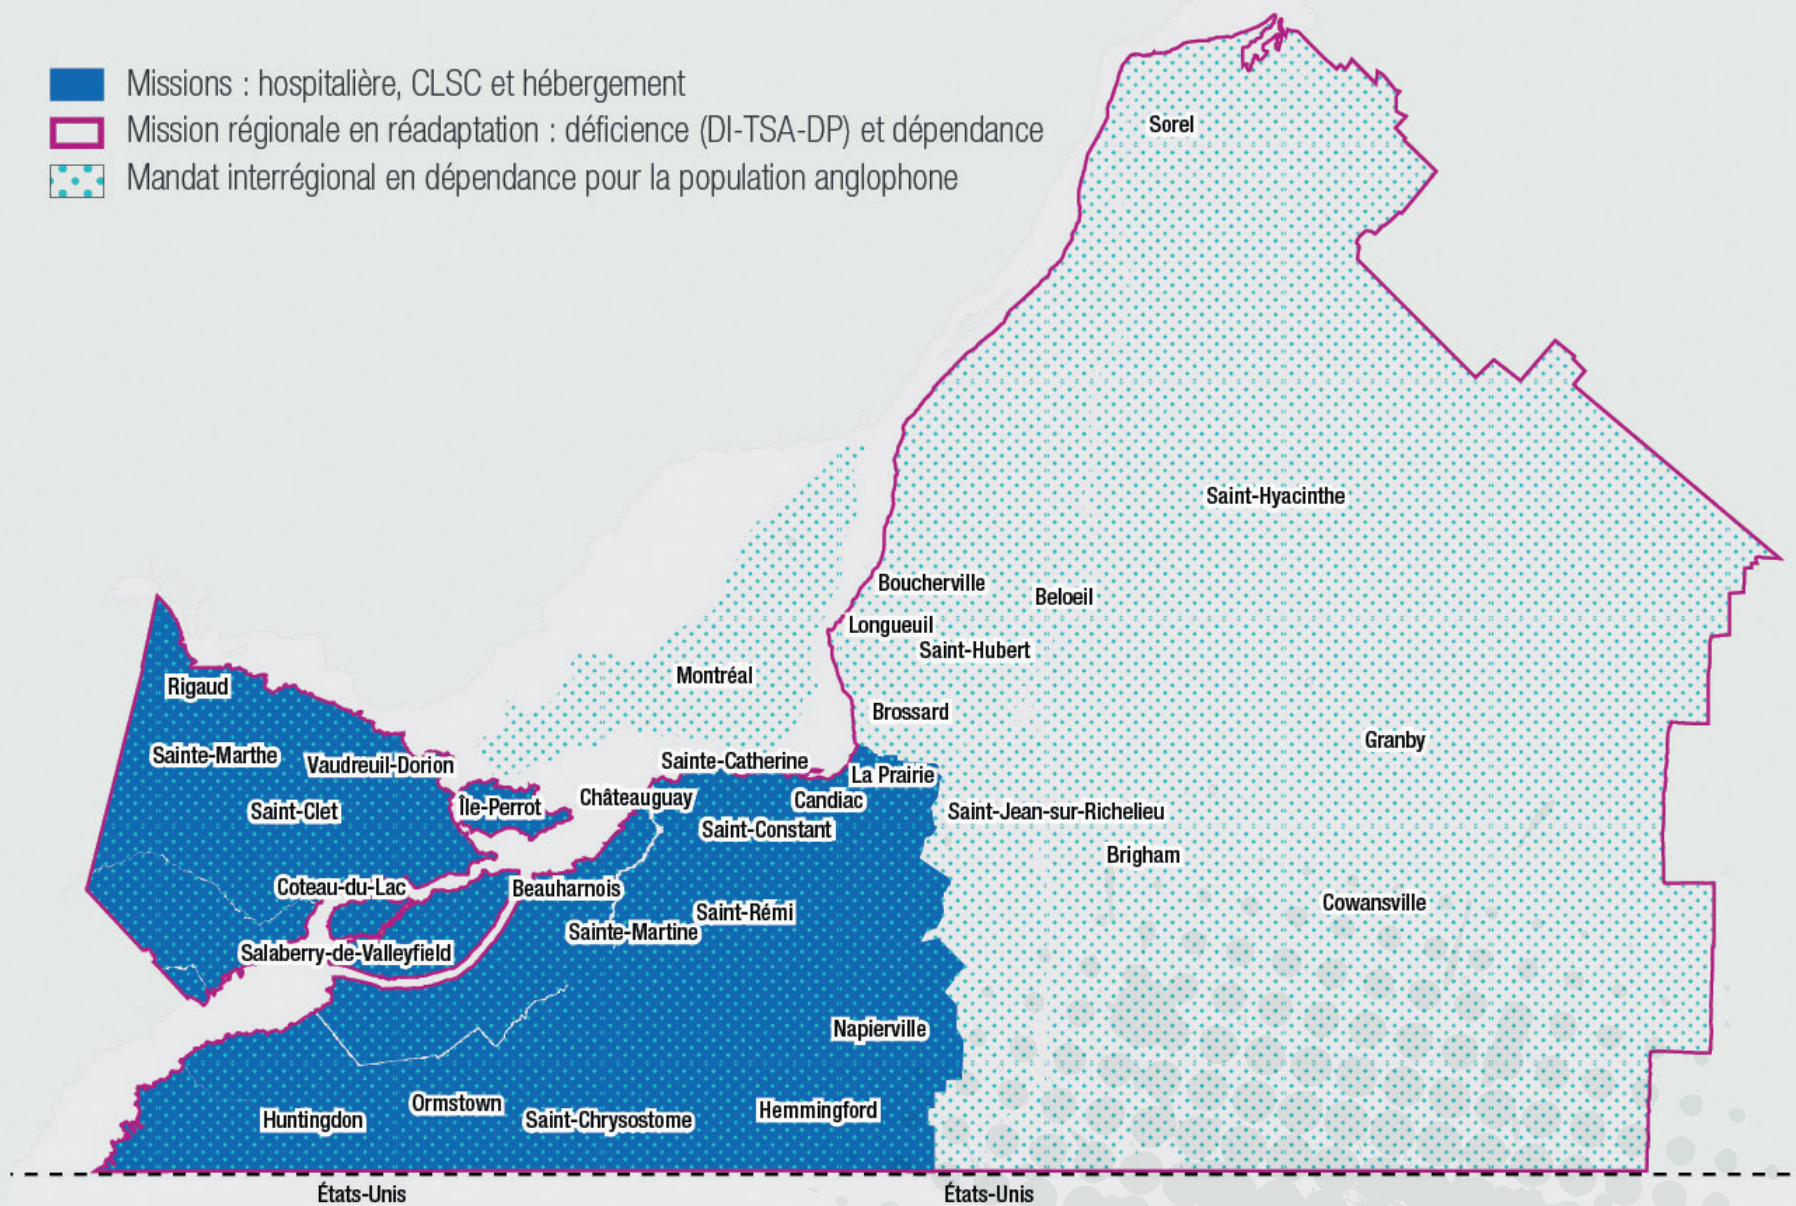 Missions : hospitalière, CLSC et hébergement
Mission régionale en réadaptation : déficience (DI-TSA-DP) et dépendance
Mandat interrégional en dépendance pour la population anglophone
Sorel
Saint-Hyacinthe
Boucherville
Beloeil
Longueuil
Saint-Hubert
Montréal
Rigaud
Brossard
Granby
Sainte-Marthe
Vaudreuil-Dorion
Sainte-Catherine
La Prairie
Île-Perrot
Châteauguay
Candiac
Saint-Clet
Saint-Jean-sur-Richelieu
Saint-Constant
Brigham
Coteau-du-Lac
Beauharnois
Cowansville
Saint-Rémi
Sainte-Martine
Salaberry-de-Valleyfield
Napierville
Ormstown
Hemmingford
Huntingdon
Saint-Chrysostome
États-Unis
États-Unis